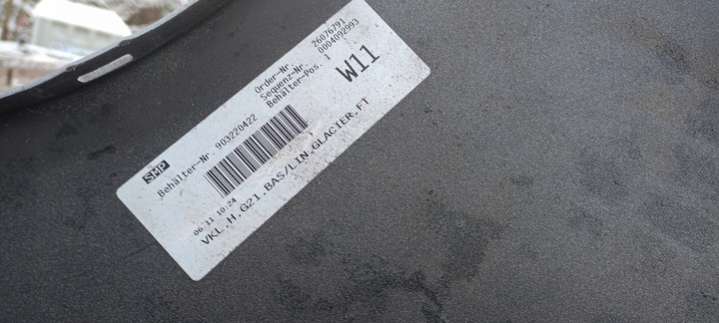 SMP
Order-Nr. 26076791
Sequenz-Nr. 0004092993
Behälter-Pos. 1
Behälter-Nr 903220422
W11
06.11 10:24
VKL,H,G21,BAS/LIN,GLACIER,FT